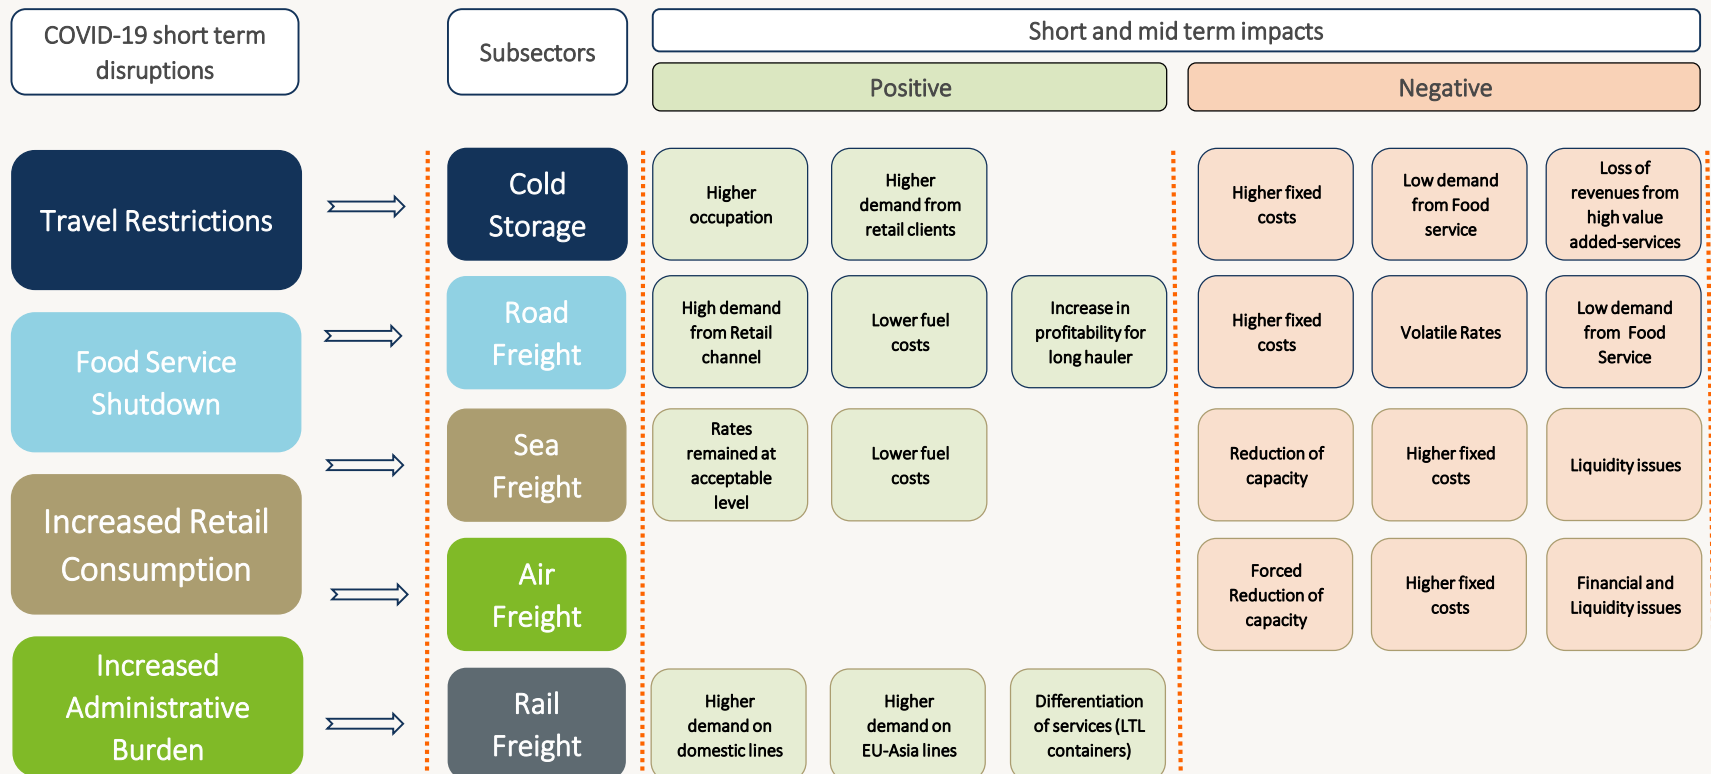 COVID-19 short term
disruptions
Subsectors
Short and mid term impacts
Positive
Negative
Travel Restrictions
Food Service
Shutdown
Increased Retail
Consumption
Increased
Administrative
Burden
Cold
Storage
Higher
occupation
Higher
demand from
retail clients
Higher fixed
costs
Low demand
from Food
service
Loss of
revenues from
high value
added-services
Road
Freight
High demand
from Retail
channel
Lower fuel
costs
Increase in
profitability for
long hauler
Higher fixed
costs
Volatile Rates
Low demand
from Food
Service
Sea
Freight
Rates
remained at
acceptable
level
Lower fuel
costs
Reduction of
capacity
Higher fixed
costs
Liquidity issues
Air
Freight
Forced
Reduction of
capacity
Higher fixed
costs
Financial and
Liquidity issues
Rail
Freight
Higher
demand on
domestic lines
Higher
demand on
EU-Asia lines
Differentiation
of services (LTL
containers)